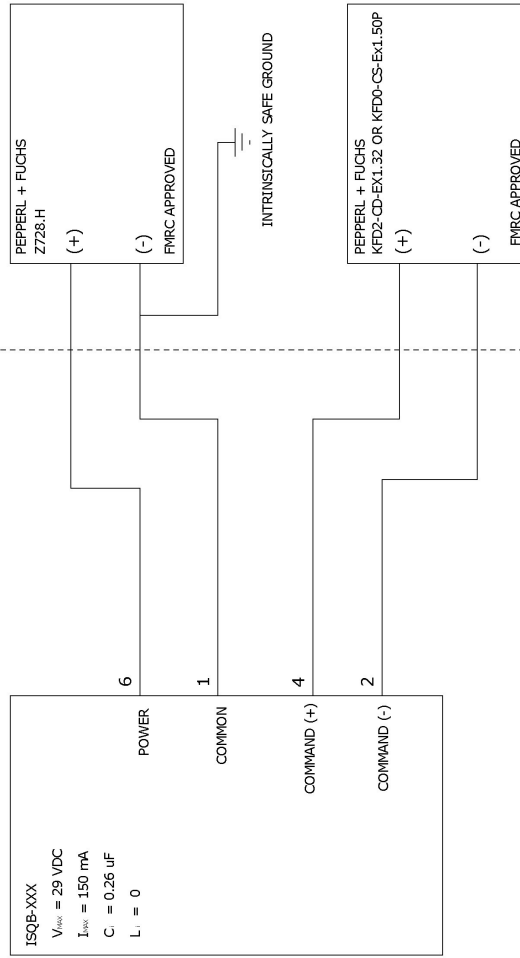 ISQB-XXX
VMAX = 29 VDC
IMAX = 150 mA
Ci = 0.26 uF
Li = 0
POWER
6
COMMON
1
COMMAND (+)
4
COMMAND (-)
2
PEPPERL + FUCHS
Z728.H
(+)
(-)
FMRC APPROVED
INTRINSICALLY SAFE GROUND
PEPPERL + FUCHS
KFD2-CD-EX1.32 OR KFD0-CS-Ex1.50P
(+)
(-)
FMRC APPROVED